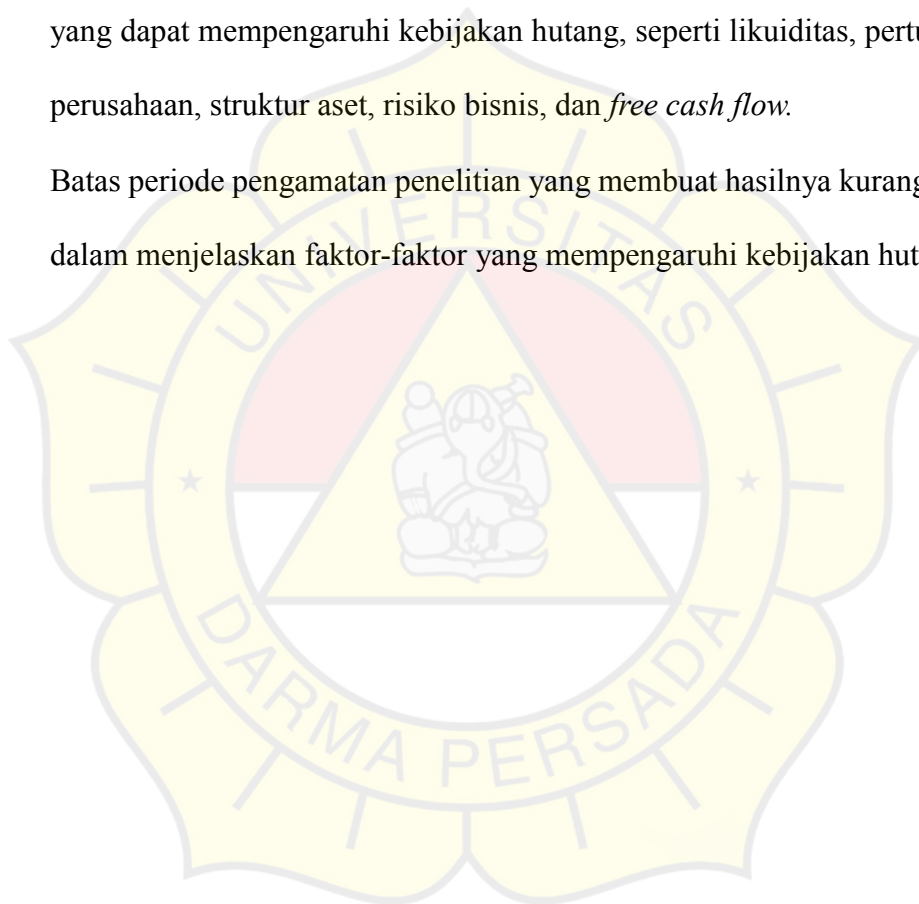 yang dapat mempengaruhi kebijakan hutang, seperti likuiditas,
perusahaan, struktur aset, risiko bisnis, dan free cash flow.
Batas periode pengamatan penelitian yang membuat hasilnya kurang
dalam menjelaskan faktor-faktor yang mempengaruhi kebijakan
UNIVERSITAS
DARMA PERSADA